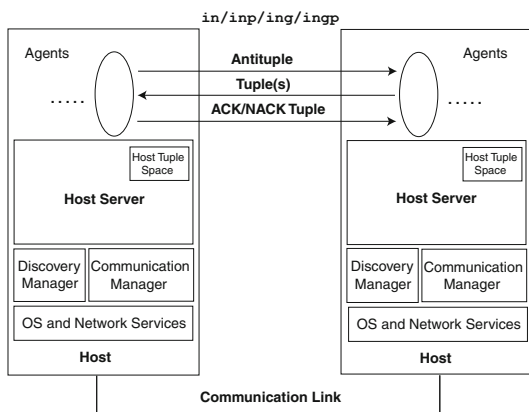 in/inp/ing/ingp
Agents
.....
Antituple
Tuple(s)
ACK/NACK Tuple
Agents
.....
Host Tuple
Space
Host Server
Discovery
Manager
Communication
Manager
OS and Network Services
Host
Host Tuple
Space
Host Server
Discovery
Manager
Communication
Manager
OS and Network Services
Host
Communication Link